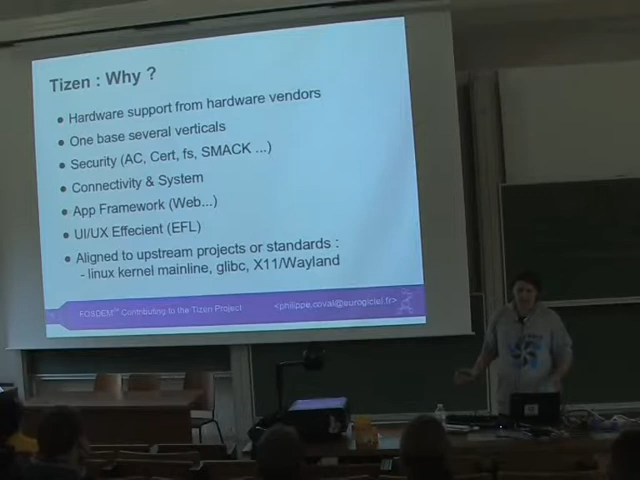 Tizen : Why ?
● Hardware support from hardware vendors
● One base several verticals
● Security (AC, Cert, fs, SMACK ...)
● Connectivity & System
● App Framework (Web...)
● UI/UX Effecient (EFL)
● Aligned to upstream projects or standards :
- linux kernel mainline, glibc, X11/Wayland
FOSDEM Contributing to the Tizen Project
<philippe.coval@eurogiciel.fr>